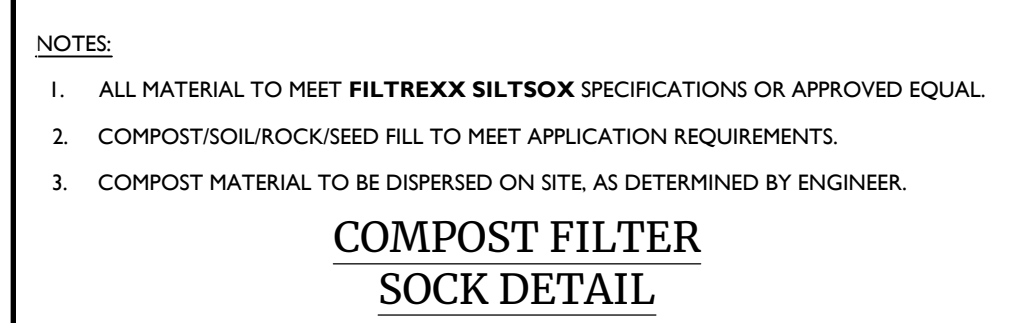 NOTES:
1. ALL MATERIAL TO MEET FILTREXX SILTSOX SPECIFICATIONS OR APPROVED EQUAL.
2. COMPOST/SOIL/ROCK/SEED FILL TO MEET APPLICATION REQUIREMENTS.
3. COMPOST MATERIAL TO BE DISPERSED ON SITE, AS DETERMINED BY ENGINEER.
COMPOST FILTER
SOCK DETAIL